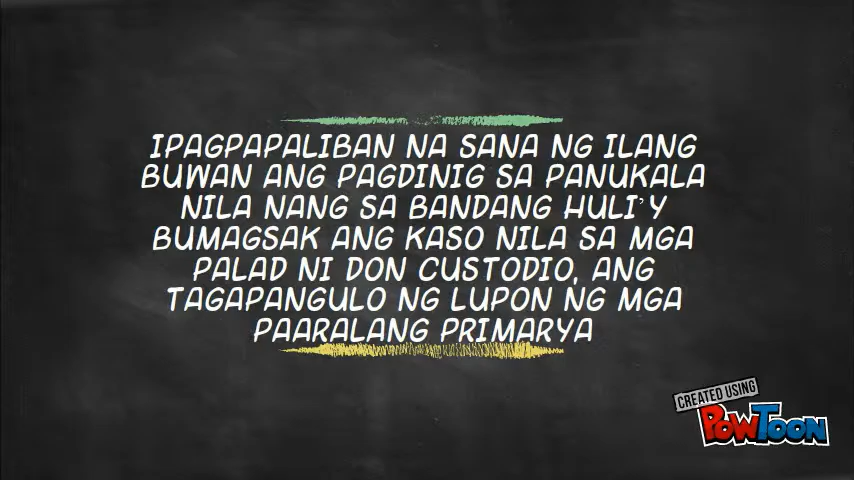 IPAGPAPALIBAN NA SANA NG ILANG
BUWAN ANG PAGDINIG SA PANUKALA
NILA NANG SA BANDANG HULI'Y
BUMAGSAK ANG KASO NILA SA MGA
PALAD NI DON CUSTODIO, ANG
TAGAPANGULO NG LUPON NG MGA
PAARALANG PRIMARYA
CREATED USING
POWTOON